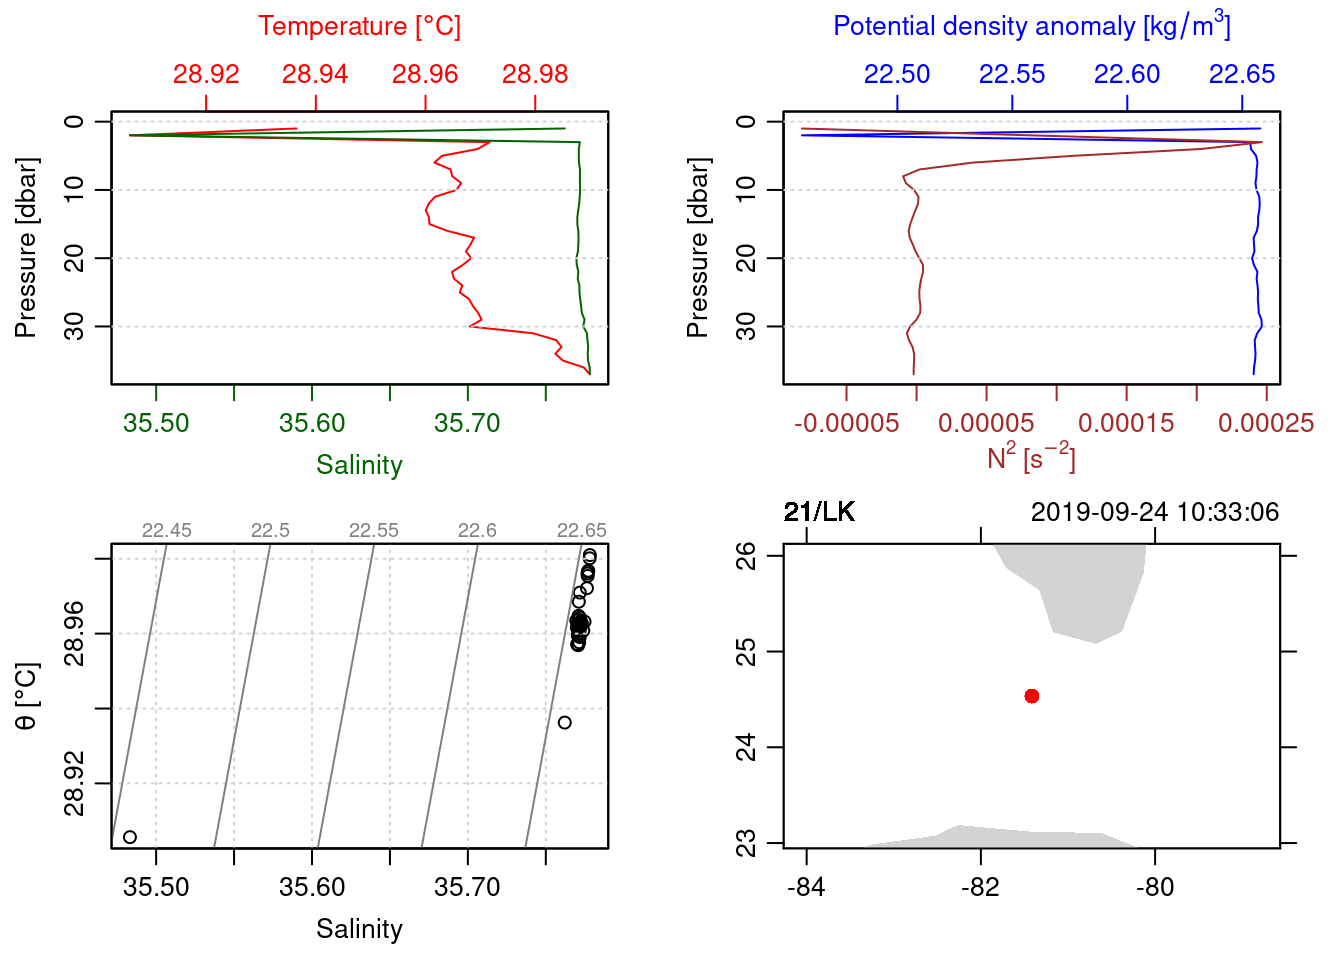 Temperature [°C]
28.92 28.94 28.96 28.98
0
10
20
30
Pressure [dbar]
35.50 35.60 35.70
Salinity
Potential density anomaly [kg/m³]
22.50 22.55 22.60 22.65
0
10
20
30
Pressure [dbar]
-0.00005 0.00005 0.00015 0.00025
N² [s⁻²]
22.45 22.5 22.55 22.6 22.65
28.96
28.92
θ [°C]
35.50 35.60 35.70
Salinity
21/LK 2019-09-24 10:33:06
26
25
24
23
-84 -82 -80